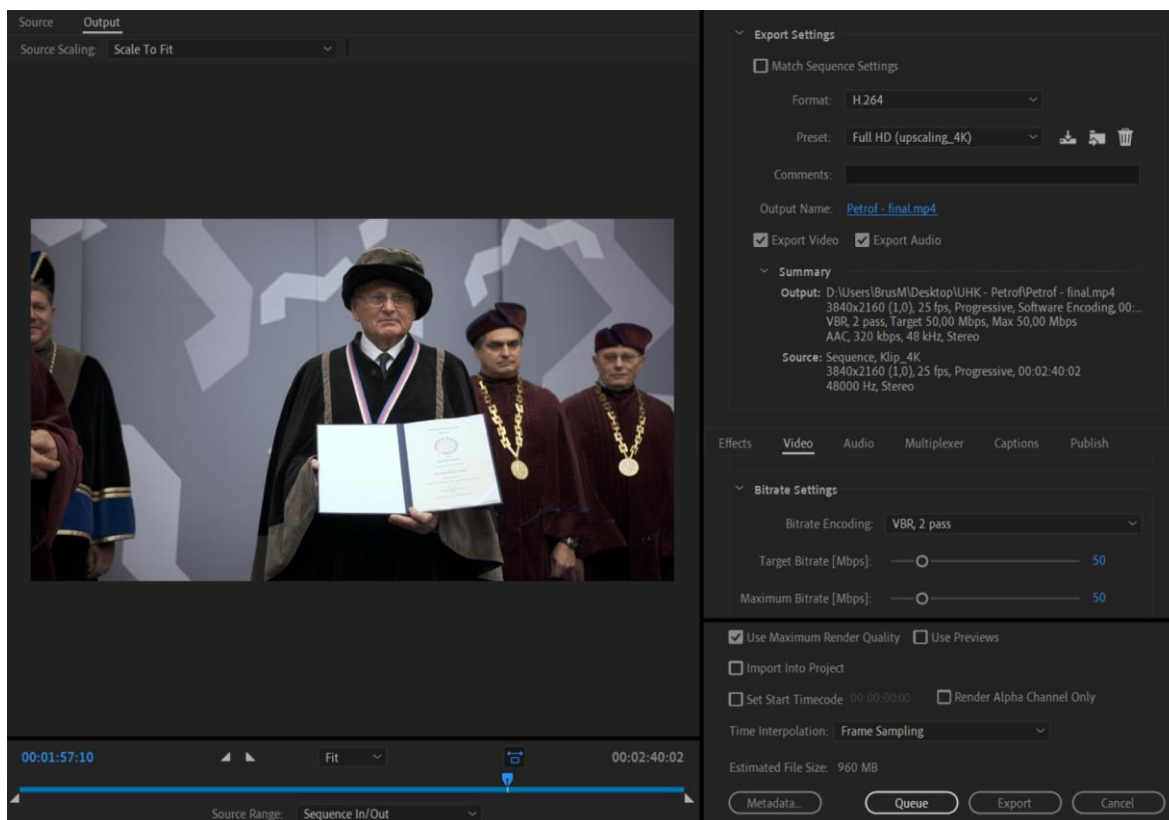 Source Output
Source Scaling: Scale To Fit
00:01:57:10 Fit 00:02:40:02
Source Range: Sequence In/Out
Export Settings
Match Sequence Settings
Format: H.264
Preset: Full HD (upscaling_4K)
Comments:
Output Name: Petrof - final.mp4
Export Video Export Audio
Summary
Output: D:\Users\BrusM\Desktop\UHK - Petrof\Petrof - final.mp4
3840x2160 (1,0), 25 fps, Progressive, Software Encoding, 00:...
VBR, 2 pass, Target 50,00 Mbps, Max 50,00 Mbps
AAC, 320 kbps, 48 kHz, Stereo
Source: Sequence, Klip_4K
3840x2160 (1,0), 25 fps, Progressive, 00:02:40:02
48000 Hz, Stereo
Effects Video Audio Multiplexer Captions Publish
Bitrate Settings
Bitrate Encoding: VBR, 2 pass
Target Bitrate [Mbps]: 50
Maximum Bitrate [Mbps]: 50
Use Maximum Render Quality Use Previews
Import Into Project
Set Start Timecode 00:00:00:00 Render Alpha Channel Only
Time Interpolation: Frame Sampling
Estimated File Size: 960 MB
Metadata... Queue Export Cancel